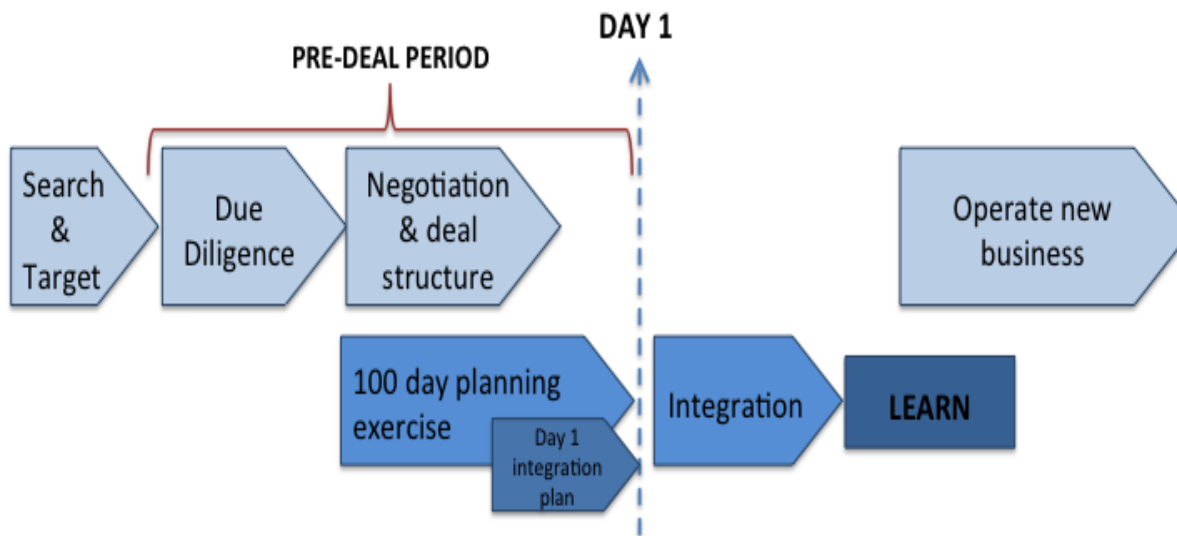 DAY 1
PRE-DEAL PERIOD
Search
&
Target
Due
Diligence
Negotiation
& deal
structure
Operate new
business
100 day planning
exercise
Day 1
integration
plan
Integration
LEARN